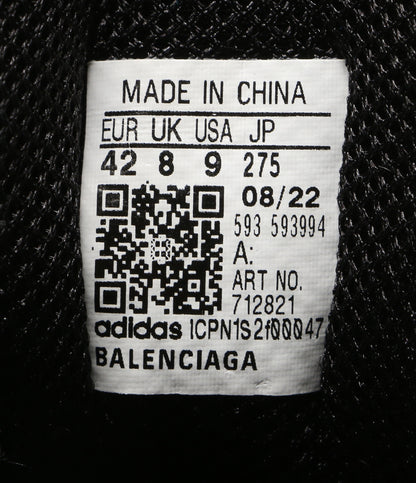 MADE IN CHINA
EUR UK USA JP
42 8 9 275
08/22
593 593994
A:
ART NO.
712821
adidas ICPN1S2f00047
BALENCIAGA